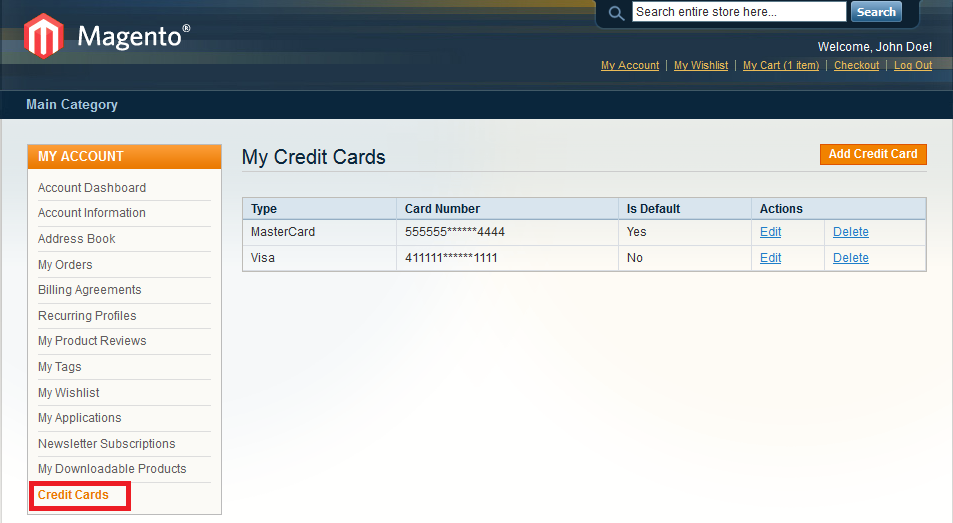 Magento®
Search entire store here...
Search
Welcome, John Doe!
My Account | My Wishlist | My Cart (1 item) | Checkout | Log Out
Main Category
MY ACCOUNT
Account Dashboard
Account Information
Address Book
My Orders
Billing Agreements
Recurring Profiles
My Product Reviews
My Tags
My Wishlist
My Applications
Newsletter Subscriptions
My Downloadable Products
Credit Cards
My Credit Cards
Add Credit Card
Type Card Number Is Default Actions
MasterCard 555555******4444 Yes Edit Delete
Visa 411111******1111 No Edit Delete